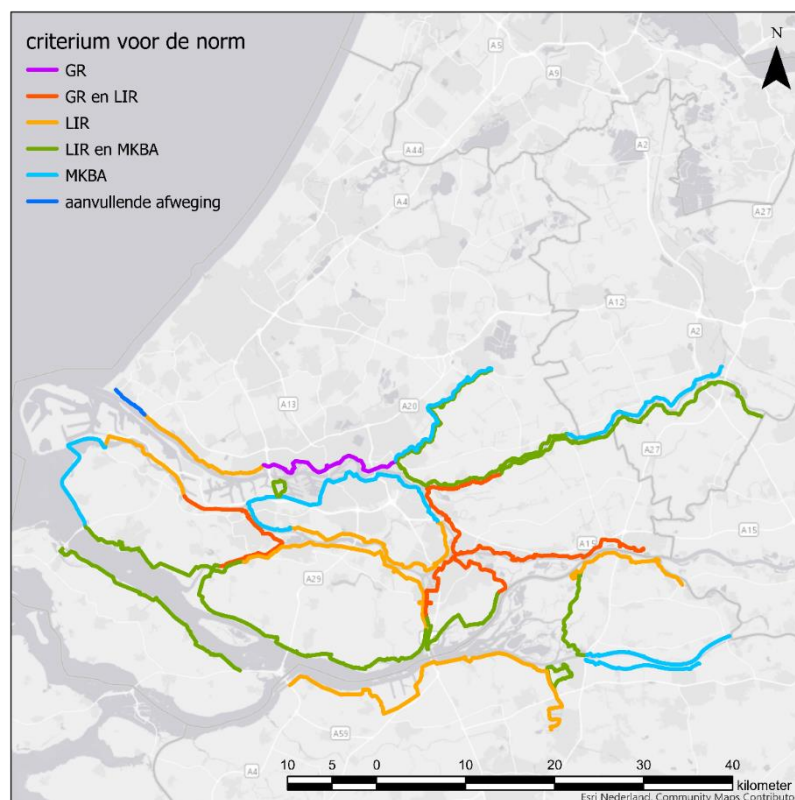 criterium voor de norm
GR
GR en LIR
LIR
LIR en MKBA
MKBA
aanvullende afweging
N
A5
A9
A44
A2
A4
A27
A12
A2
A13
A20
A27
A15
A15
A29
A59
A4
10 5 0 10 20 30 40
kilometer
Esri Nederland, Community Maps Contributo